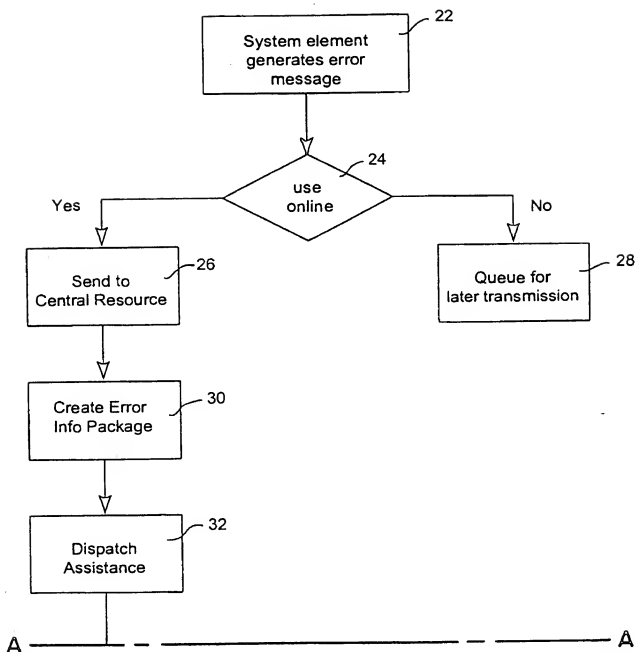 System element
generates error
message
22
use
online
24
Yes
No
Send to
Central Resource
26
Queue for
later transmission
28
Create Error
Info Package
30
Dispatch
Assistance
32
A
A